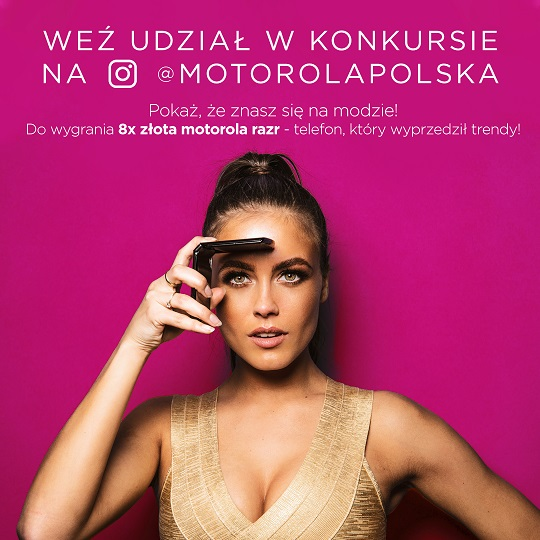 WEŹ UDZIAŁ W KONKURSIE
NA @MOTOROLAPOLSKA
Pokaż, że znasz się na modzie!
Do wygrania 8x złota motorola razr - telefon, który wyprzedził trendy!